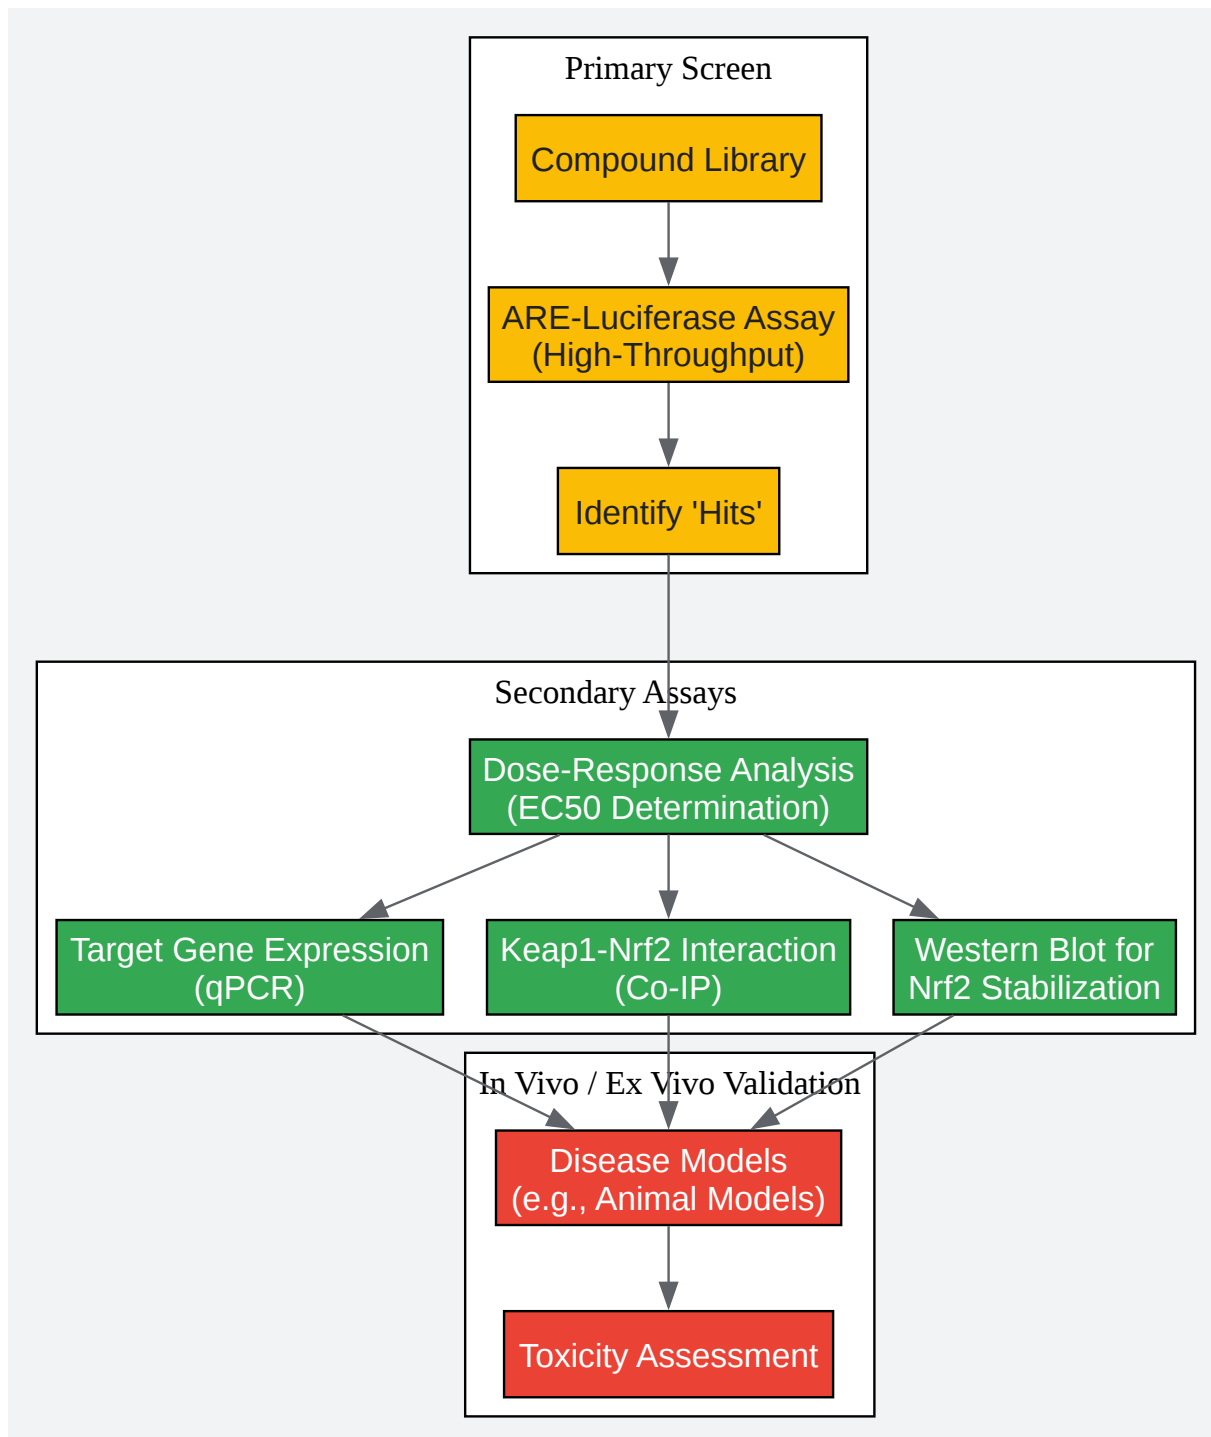 Primary Screen
Compound Library
ARE-Luciferase Assay
(High-Throughput)
Identify 'Hits'
Secondary Assays
Dose-Response Analysis
(EC50 Determination)
Target Gene Expression
(qPCR)
Keap1-Nrf2 Interaction
(Co-IP)
Western Blot for
Nrf2 Stabilization
In Vivo / Ex Vivo Validation
Disease Models
(e.g., Animal Models)
Toxicity Assessment